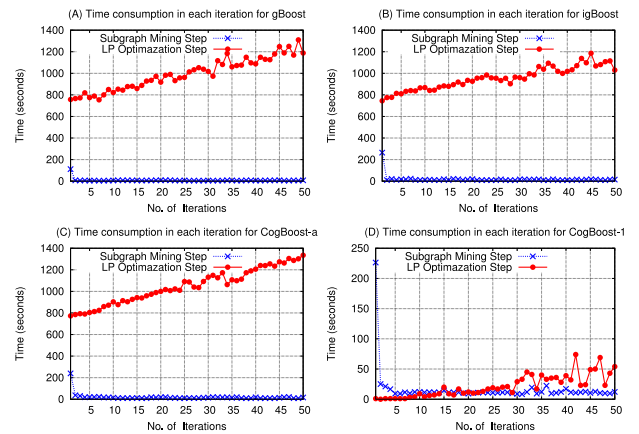 (A) Time consumption in each iteration for gBoost
1400
1200
1000
800
600
400
200
0
Time (seconds)
Subgraph Mining Step
LP Optimazation Step
5 10 15 20 25 30 35 40 45 50
No. of Iterations
(B) Time consumption in each iteration for igBoost
1400
1200
1000
800
600
400
200
0
Time (seconds)
Subgraph Mining Step
LP Optimazation Step
5 10 15 20 25 30 35 40 45 50
No. of Iterations
(C) Time consumption in each iteration for CogBoost-a
1400
1200
1000
800
600
400
200
0
Time (seconds)
Subgraph Mining Step
LP Optimazation Step
5 10 15 20 25 30 35 40 45 50
No. of Iterations
(D) Time consumption in each iteration for CogBoost-1
250
200
150
100
50
0
Time (seconds)
Subgraph Mining Step
LP Optimazation Step
5 10 15 20 25 30 35 40 45 50
No. of Iterations